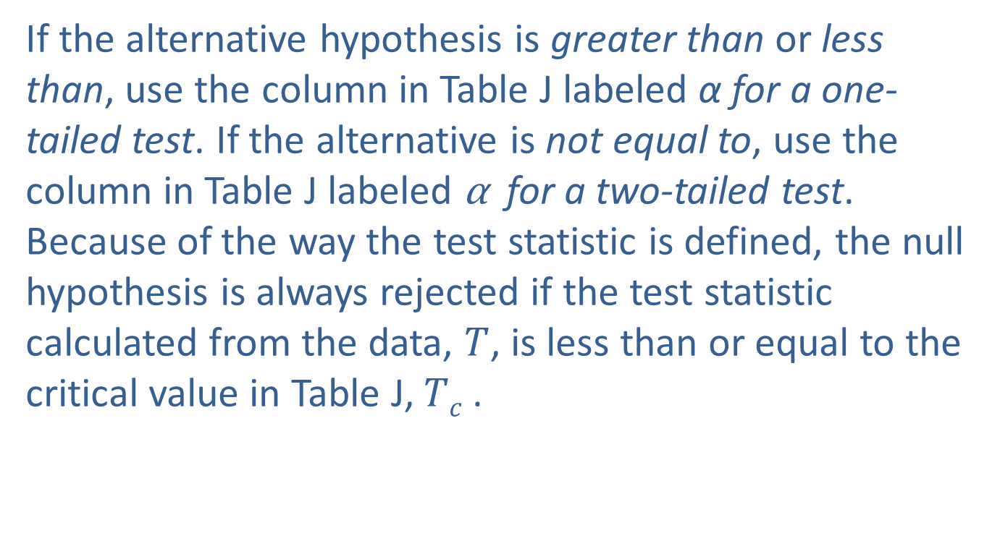 If the alternative hypothesis is greater than or less
than, use the column in Table J labeled α for a one-
tailed test. If the alternative is not equal to, use the
column in Table J labeled α for a two-tailed test.
Because of the way the test statistic is defined, the null
hypothesis is always rejected if the test statistic
calculated from the data, T, is less than or equal to the
critical value in Table J, T_c .